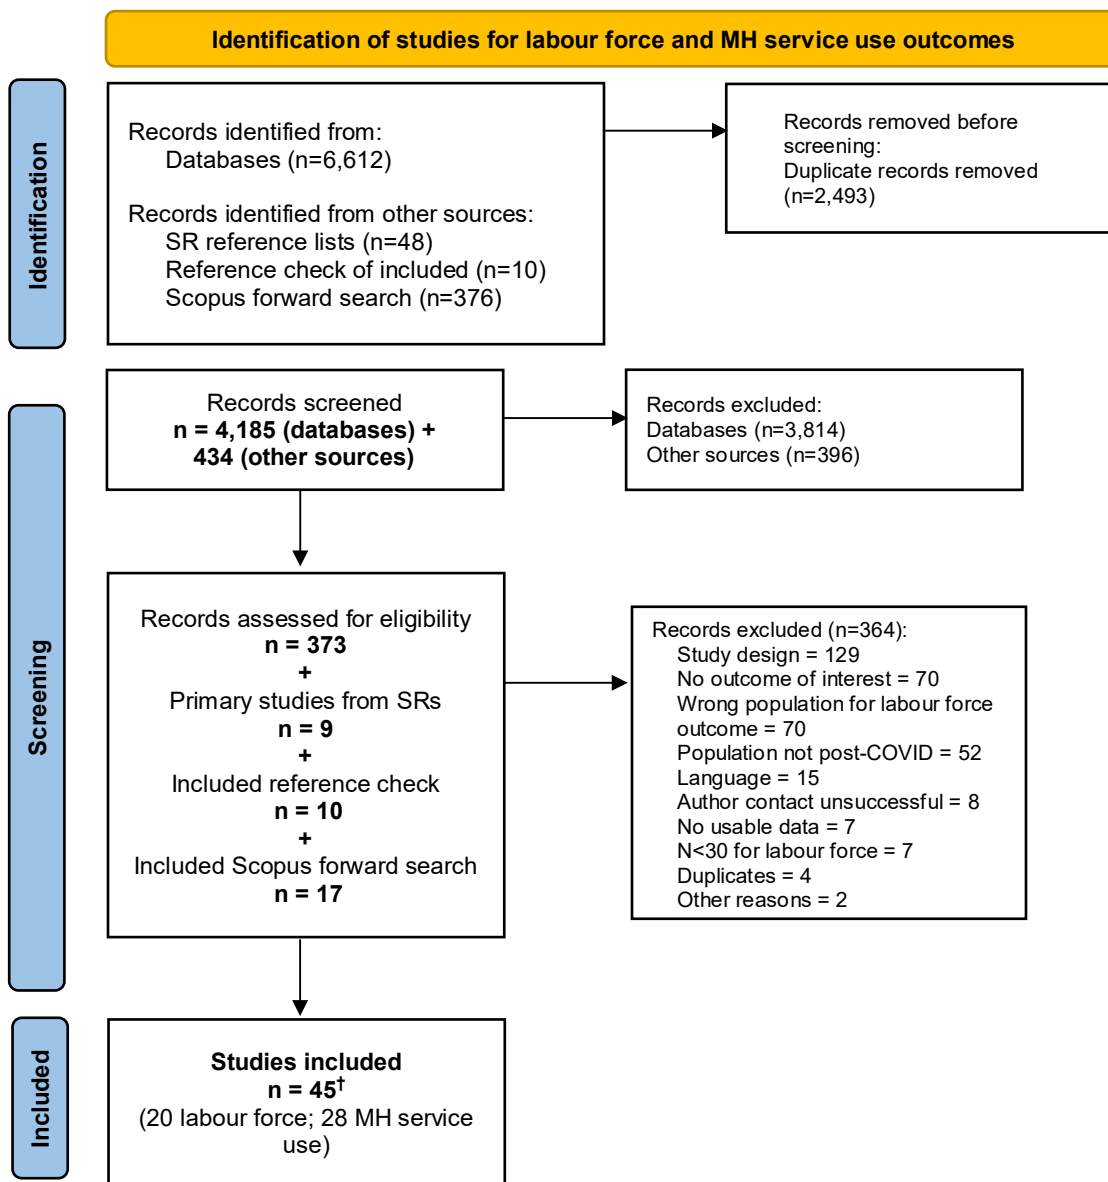 Identification of studies for labour force and MH service use outcomes
Identification
Records identified from:
Databases (n=6,612)
Records identified from other sources:
SR reference lists (n=48)
Reference check of included (n=10)
Scopus forward search (n=376)
Records removed before
screening:
Duplicate records removed
(n=2,493)
Screening
Records screened
n = 4,185 (databases) +
434 (other sources)
Records excluded:
Databases (n=3,814)
Other sources (n=396)
Records assessed for eligibility
n = 373
+
Primary studies from SRs
n = 9
+
Included reference check
n = 10
+
Included Scopus forward search
n = 17
Records excluded (n=364):
Study design = 129
No outcome of interest = 70
Wrong population for labour force
outcome = 70
Population not post-COVID = 52
Language = 15
Author contact unsuccessful = 8
No usable data = 7
N<30 for labour force = 7
Duplicates = 4
Other reasons = 2
Included
Studies included
n = 45†
(20 labour force; 28 MH service
use)